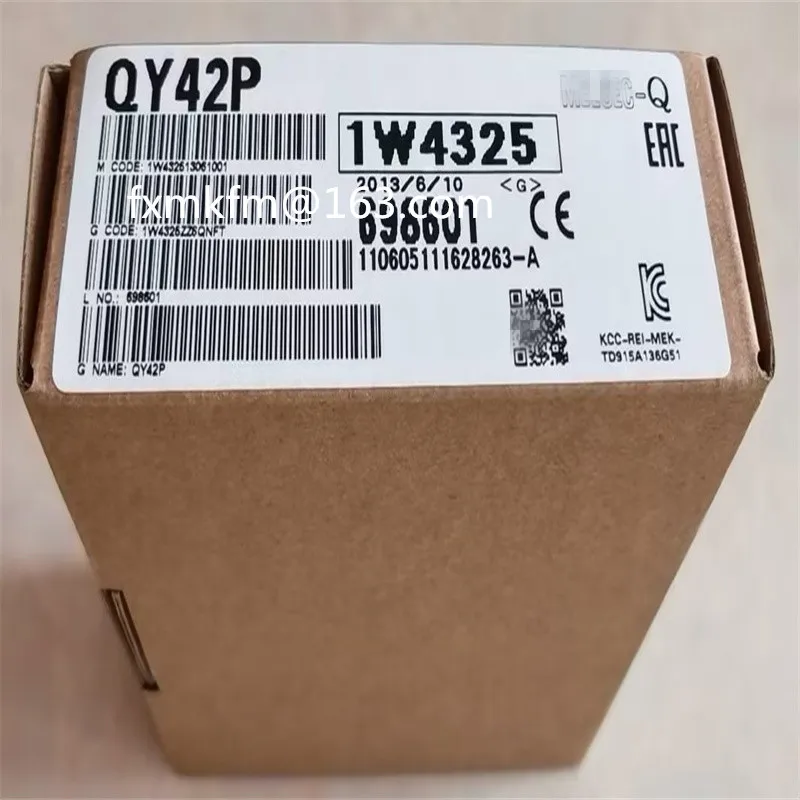 QY42P
-Q
1W4325
EAC
M CODE: 1W432513061001
2013/6/10 <G>
fxmkfm@163.com
698601
CE
G CODE: 1W4325ZZ6QNFT
110605111628263-A
L NO.: 698601
KC
KCC-REI-MEK-
TD915A136G51
G NAME: QY42P